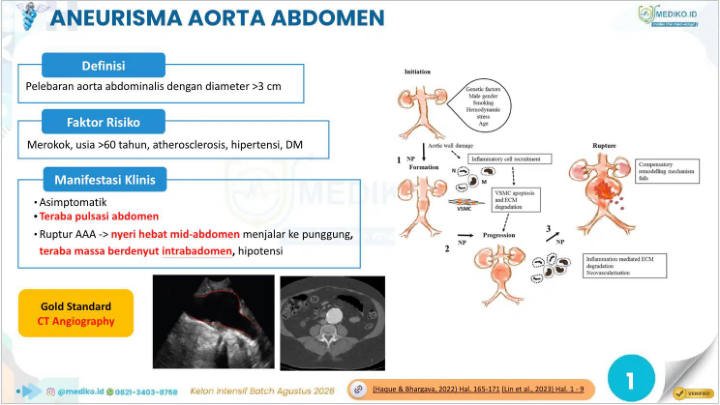 ANEURISMA AORTA ABDOMEN
MEDIKO.ID
Definisi
Pelebaran aorta abdominalis dengan diameter >3 cm
Faktor Risiko
Merokok, usia >60 tahun, atherosclerosis, hipertensi, DM
Manifestasi Klinis
• Asimptomatik
• Teraba pulsasi abdomen
• Ruptur AAA -> nyeri hebat mid-abdomen menjalar ke punggung,
teraba massa berdenyut intrabadomen, hipotensi
Gold Standard
CT Angiography
Initiation
Genetic factors
Male gender
Smoking
Hemodynamic
stress
Age
Aortic wall damage
1 NP
Formation
Inflammatory cell recruitment
N
M
VSMC
VSMC apoptosis
and ECM
degradation
2
NP
Progression
3
NP
Rupture
Compensatory
remodelling mechanism
fails
Inflammation mediated ECM
degradation
Neovascularisation
MEDIKO
@mediko.id
0821-3403-8768
Kelan Intensif Batch Agustus 2026
(Haque & Bhargava, 2022) Hal. 165-171 (Lin et al., 2023) Hal. 1 - 9
1
VERIFIED